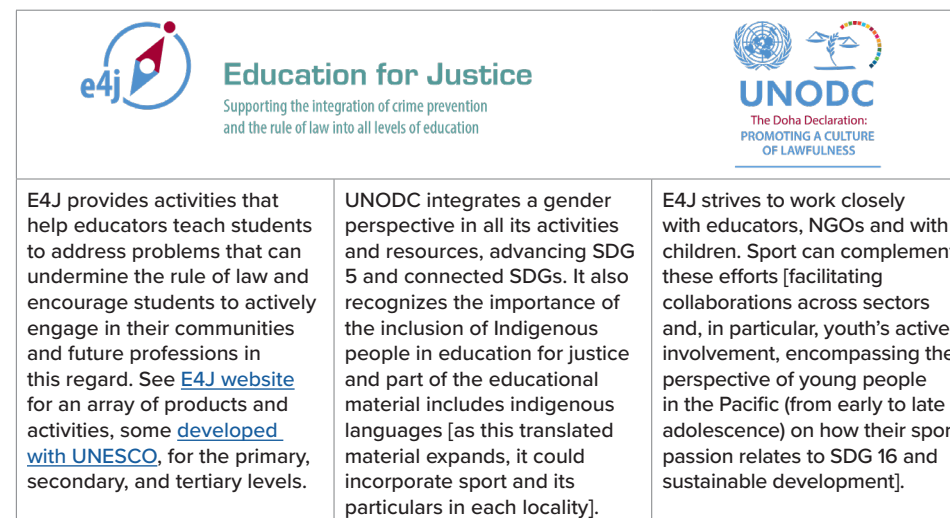 e4j
Education for Justice
Supporting the integration of crime prevention
and the rule of law into all levels of education
UNODC
The Doha Declaration:
PROMOTING A CULTURE
OF LAWFULNESS
E4J provides activities that
help educators teach students
to address problems that can
undermine the rule of law and
encourage students to actively
engage in their communities
and future professions in
this regard. See E4J website
for an array of products and
activities, some developed
with UNESCO, for the primary,
secondary, and tertiary levels.
UNODC integrates a gender
perspective in all its activities
and resources, advancing SDG
5 and connected SDGs. It also
recognizes the importance of
the inclusion of Indigenous
people in education for justice
and part of the educational
material includes indigenous
languages [as this translated
material expands, it could
incorporate sport and its
particulars in each locality].
E4J strives to work closely
with educators, NGOs and with
children. Sport can complement
these efforts [facilitating
collaborations across sectors
and, in particular, youth's active
involvement, encompassing the
perspective of young people
in the Pacific (from early to late
adolescence) on how their sport
passion relates to SDG 16 and
sustainable development].